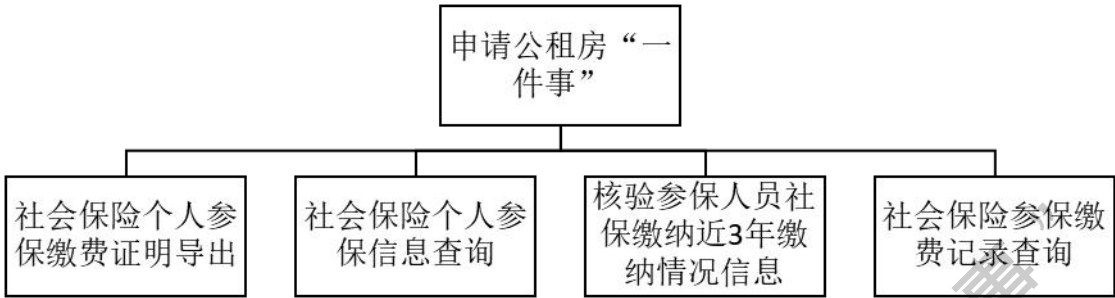 申请公租房“一
件事”
社会保险个人参
保缴费证明导出
社会保险个人参
保信息查询
核验参保人员社
保缴纳近3年缴
纳情况信息
社会保险参保缴
费记录查询